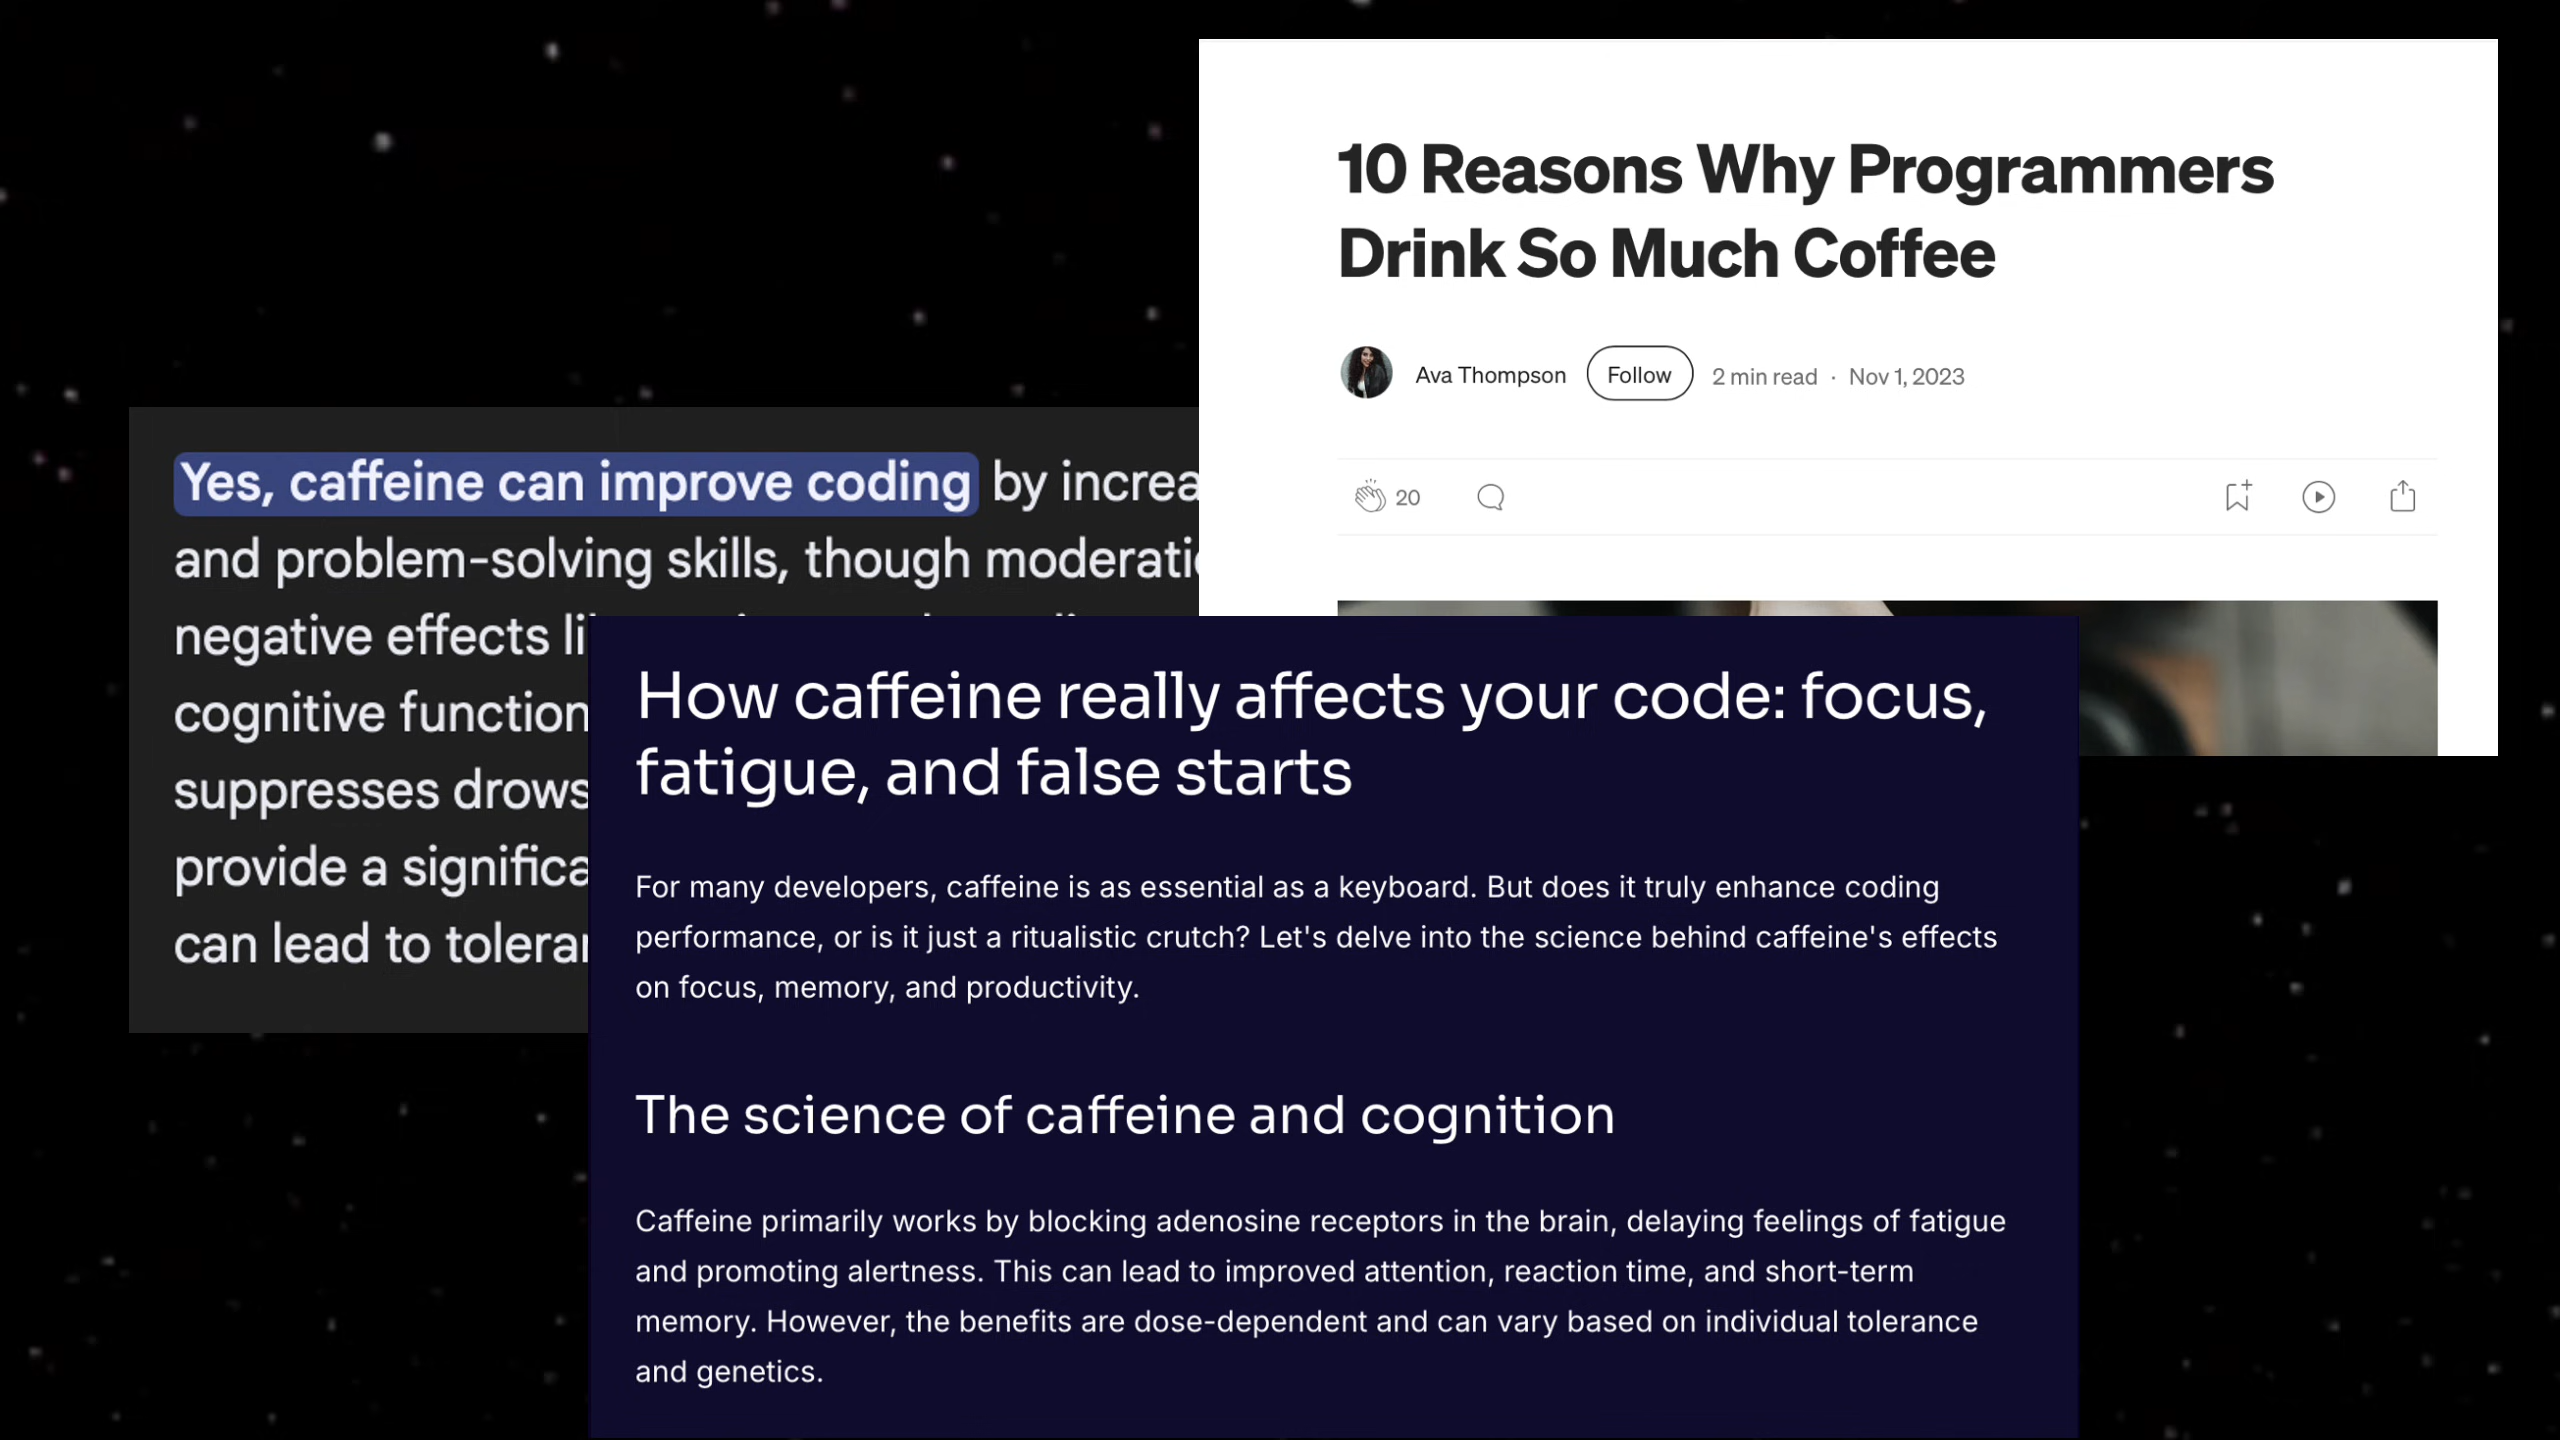 10 Reasons Why Programmers
Drink So Much Coffee
Ava Thompson Follow 2 min read · Nov 1, 2023
20
Yes, caffeine can improve coding by
and problem-solving skills, though
negative effects
cognitive function
suppresses
provide a
can lead to
How caffeine really affects your code: focus,
fatigue, and false starts
For many developers, caffeine is as essential as a keyboard. But does it truly enhance coding
performance, or is it just a ritualistic crutch? Let's delve into the science behind caffeine's effects
on focus, memory, and productivity.
The science of caffeine and cognition
Caffeine primarily works by blocking adenosine receptors in the brain, delaying feelings of fatigue
and promoting alertness. This can lead to improved attention, reaction time, and short-term
memory. However, the benefits are dose-dependent and can vary based on individual tolerance
and genetics.